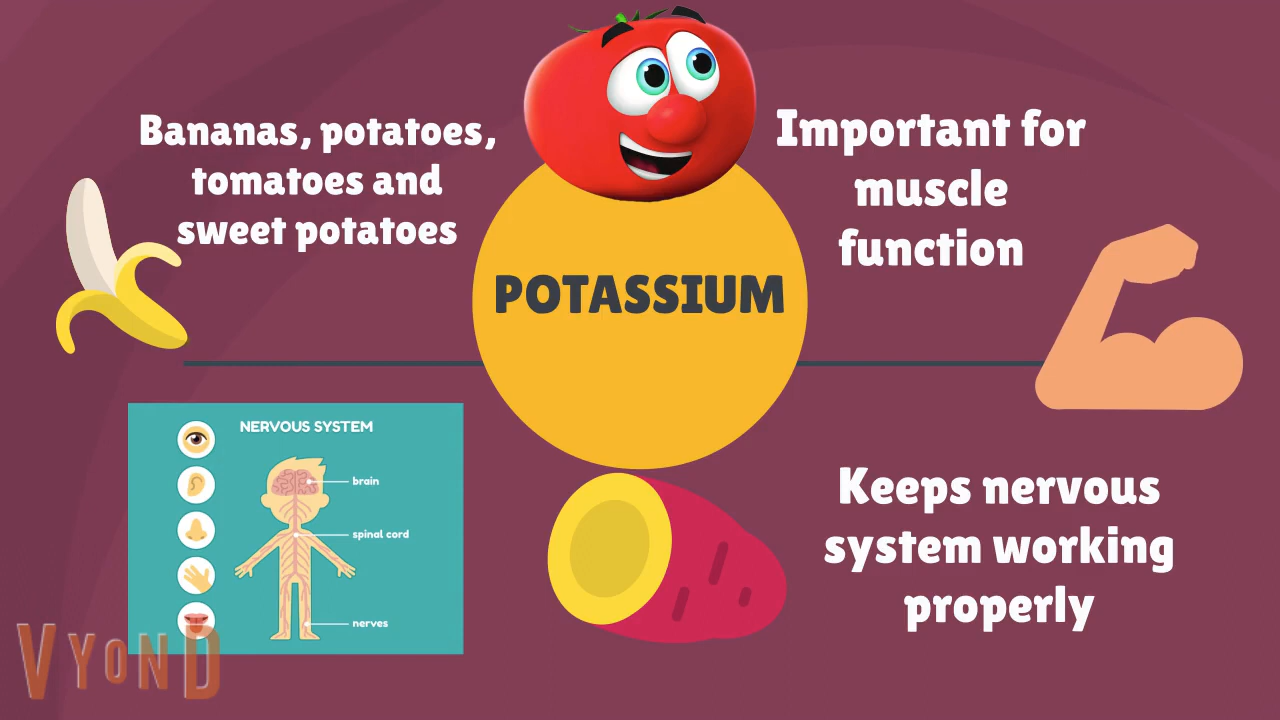 Bananas, potatoes,
tomatoes and
sweet potatoes
Important for
muscle
function
POTASSIUM
NERVOUS SYSTEM
brain
spinal cord
nerves
Keeps nervous
system working
properly
VYOND